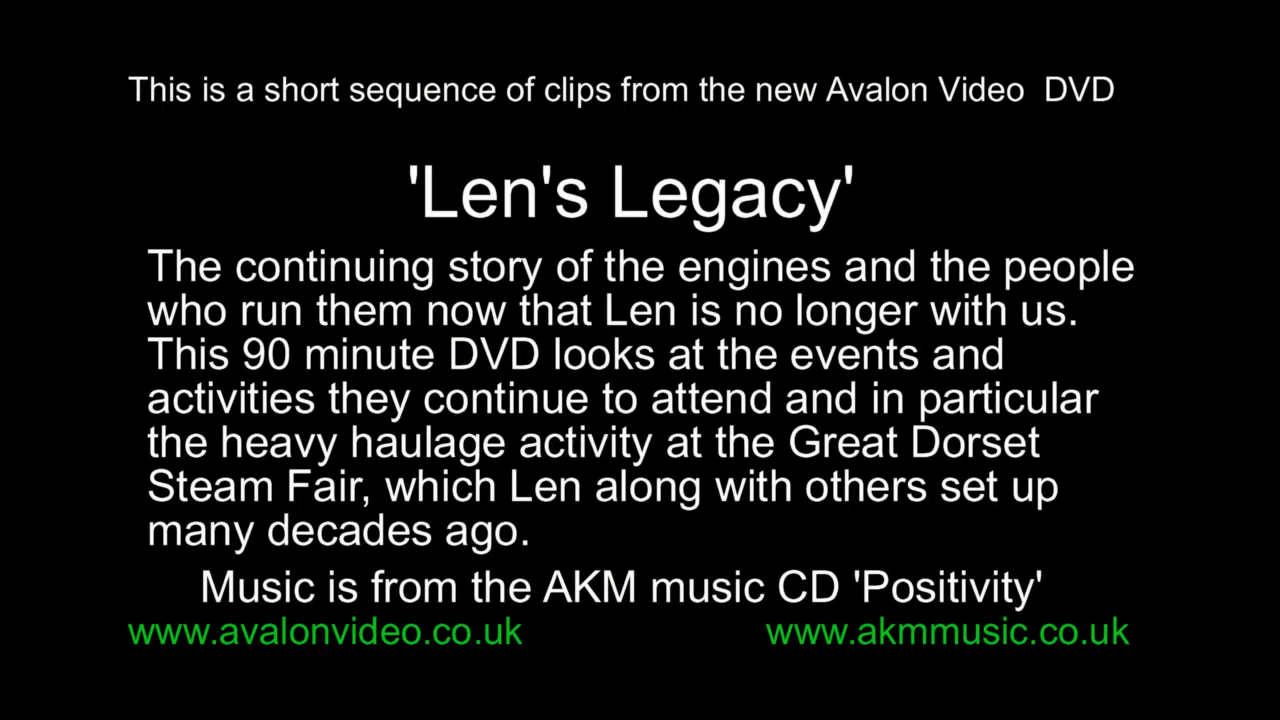 This is a short sequence of clips from the new Avalon Video DVD
'Len's Legacy'
The continuing story of the engines and the people
who run them now that Len is no longer with us.
This 90 minute DVD looks at the events and
activities they continue to attend and in particular
the heavy haulage activity at the Great Dorset
Steam Fair, which Len along with others set up
many decades ago.
Music is from the AKM music CD 'Positivity'
www.avalonvideo.co.uk www.akmmusic.co.uk